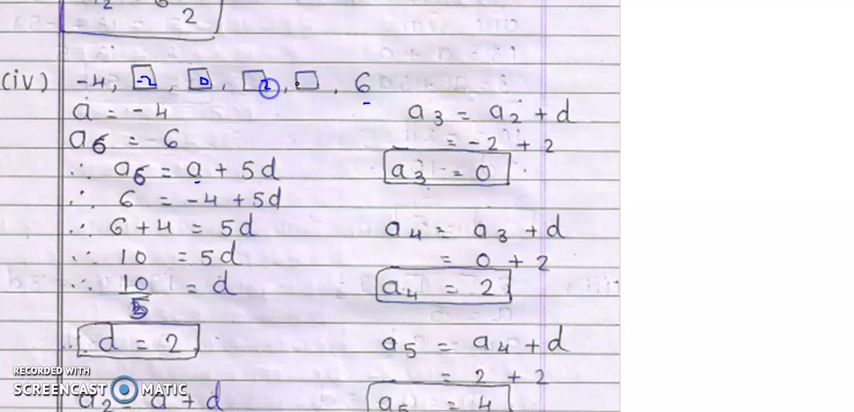 2
(iv) -4, -2, 0, 2, , 6
a = -4
a6 = 6
∴ a6 = a + 5d
∴ 6 = -4 + 5d
∴ 6 + 4 = 5d
∴ 10 = 5d
∴ 10/5 = d
∴ d = 2
a2 = a + d
a3 = a2 + d
= -2 + 2
a3 = 0
a4 = a3 + d
= 0 + 2
a4 = 2
a5 = a4 + d
= 2 + 2
a5 = 4
RECORDED WITH
SCREENCAST MATIC